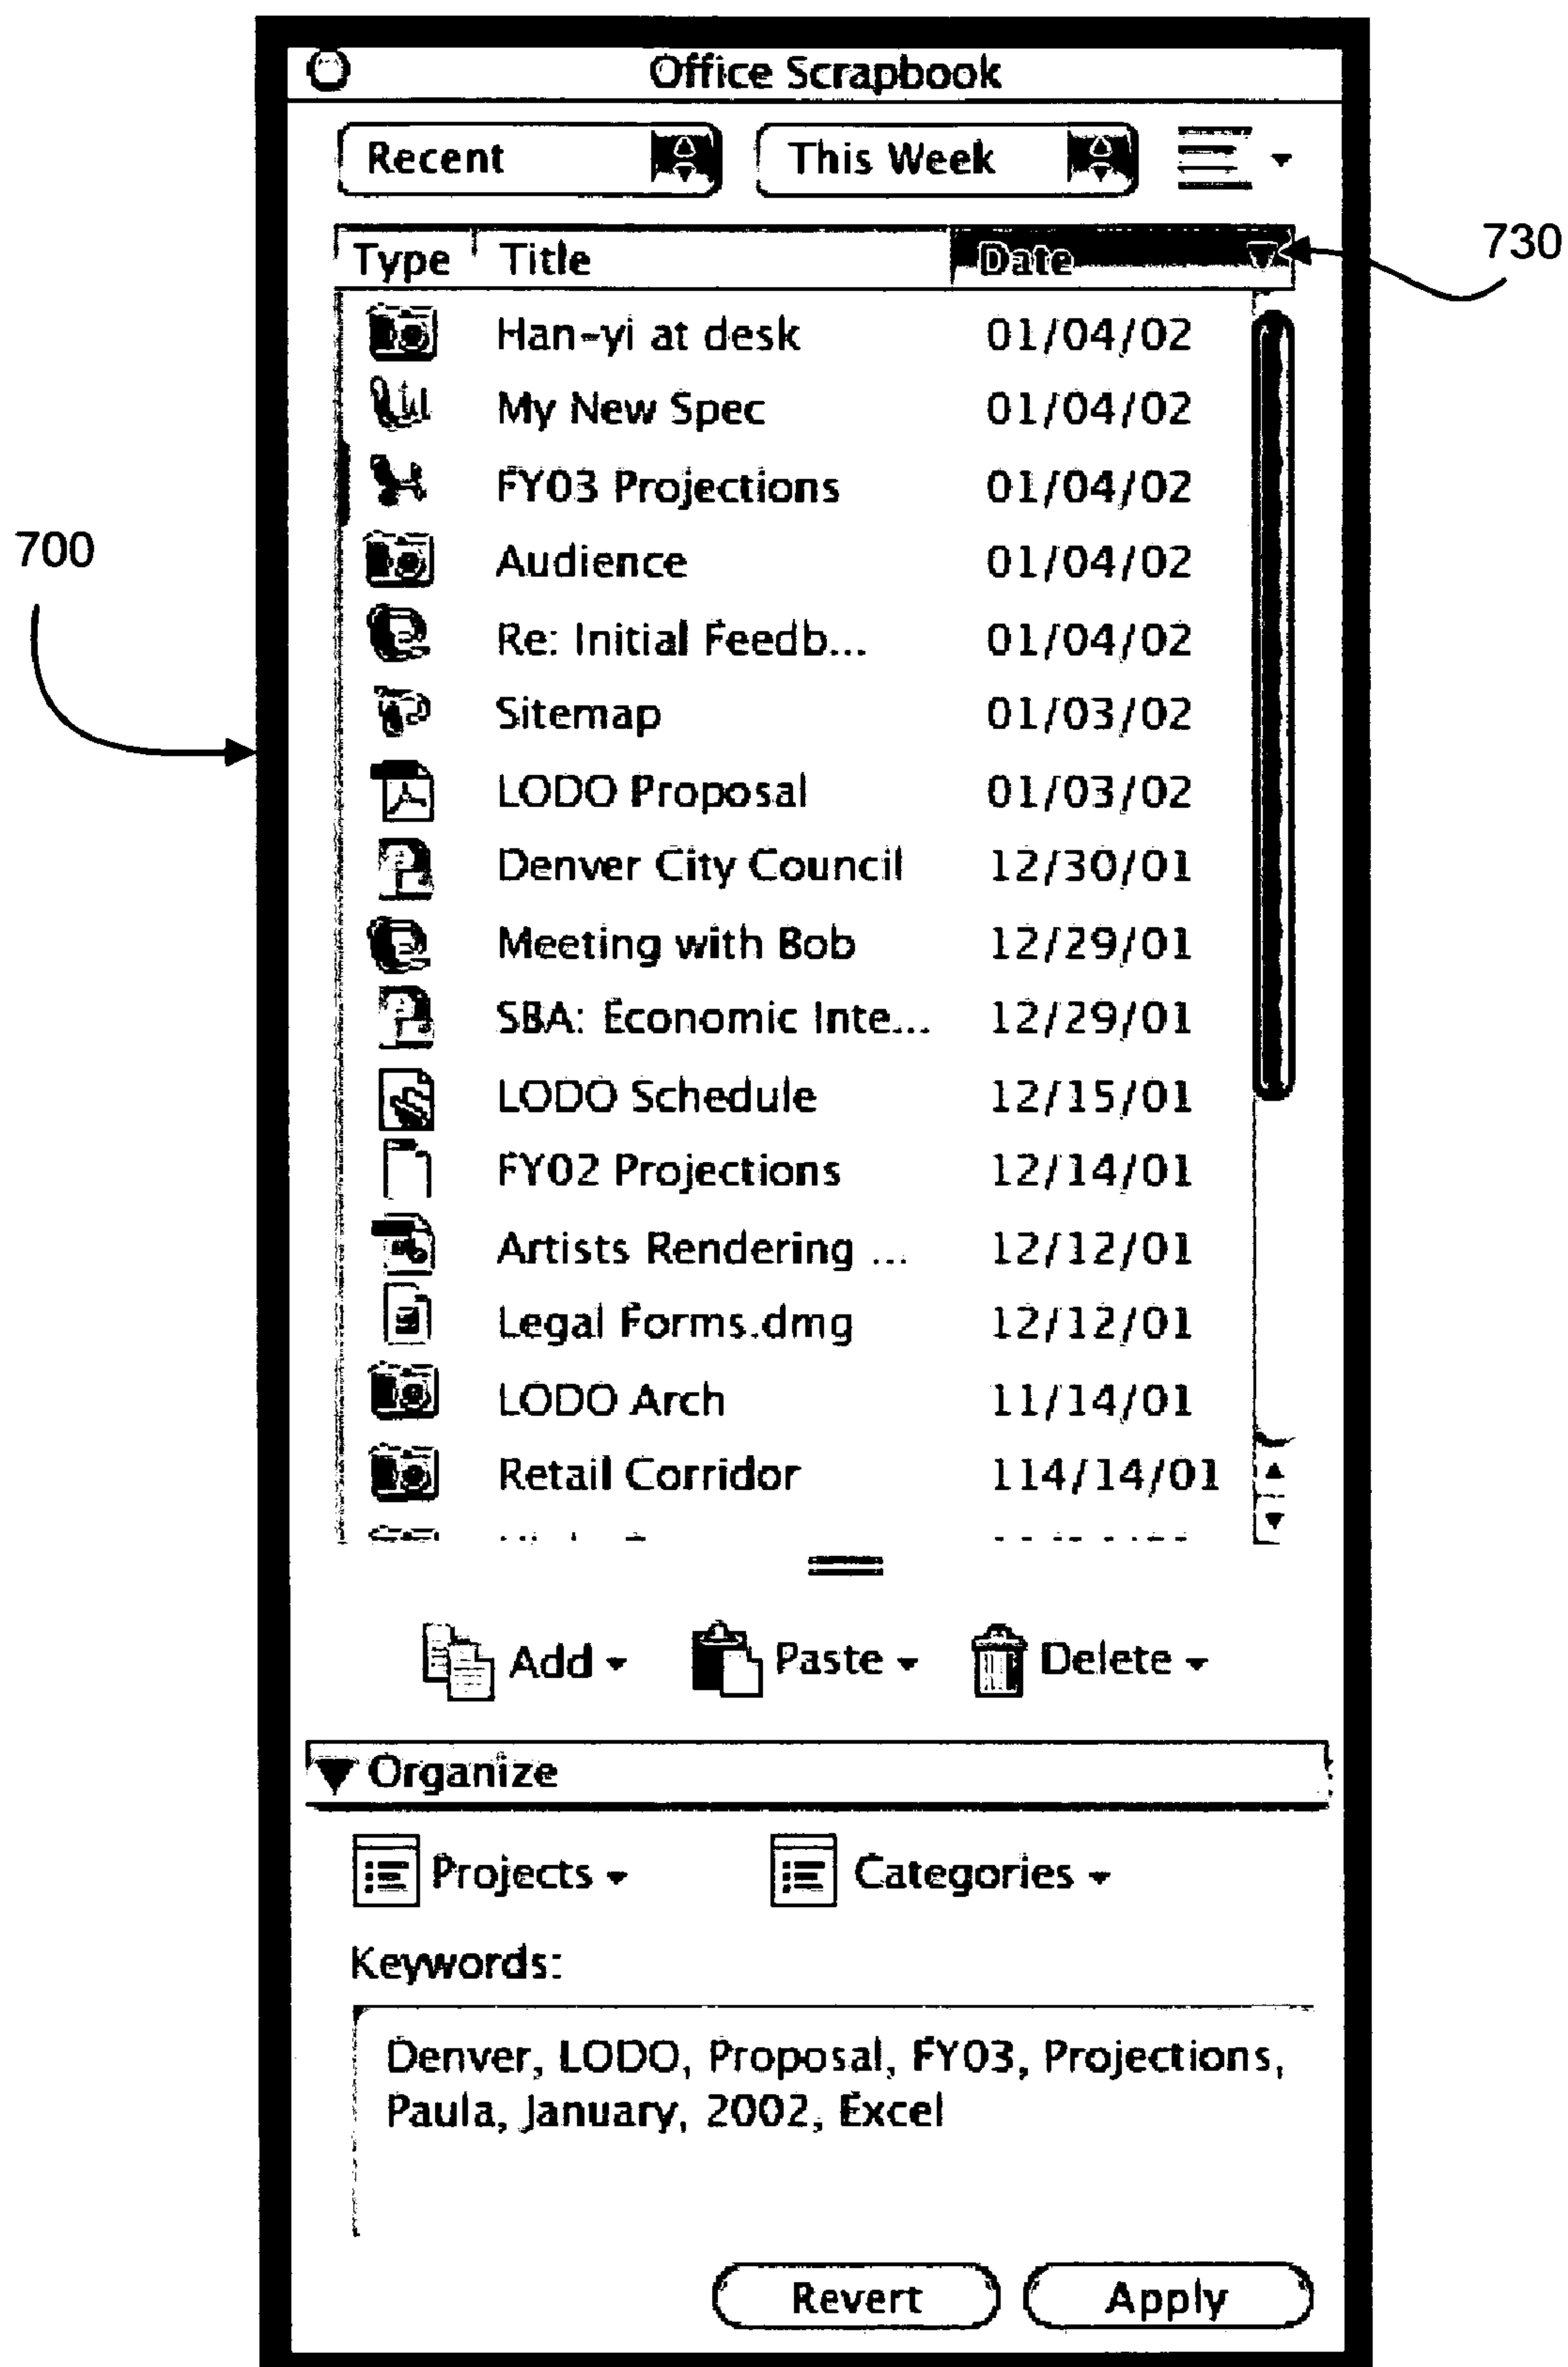 Office Scrapbook
Recent This Week
Type Title Date
730
Han-yi at desk 01/04/02
My New Spec 01/04/02
FY03 Projections 01/04/02
700
Audience 01/04/02
Re: Initial Feedb... 01/04/02
Sitemap 01/03/02
LODO Proposal 01/03/02
Denver City Council 12/30/01
Meeting with Bob 12/29/01
SBA: Economic Inte... 12/29/01
LODO Schedule 12/15/01
FY02 Projections 12/14/01
Artists Rendering ... 12/12/01
Legal Forms.dmg 12/12/01
LODO Arch 11/14/01
Retail Corridor 114/14/01
Add Paste Delete
Organize
Projects Categories
Keywords:
Denver, LODO, Proposal, FY03, Projections,
Paula, January, 2002, Excel
Revert Apply